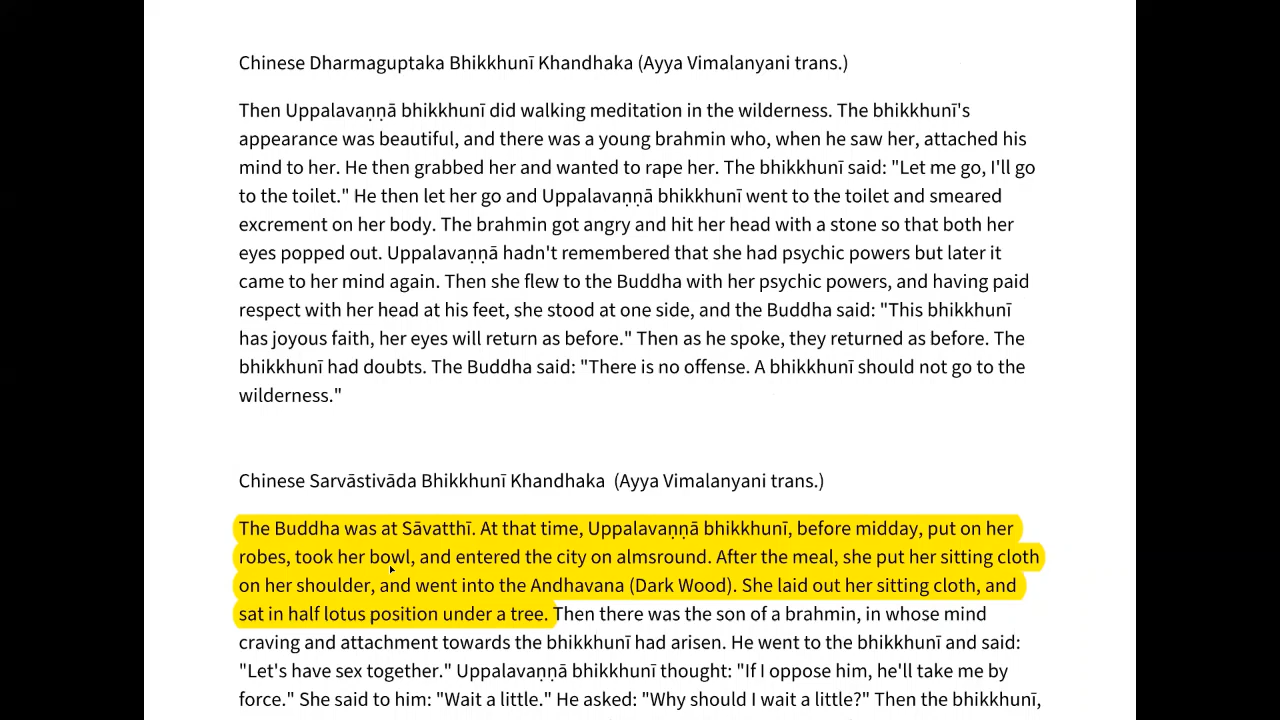 Chinese Dharmaguptaka Bhikkhunī Khandhaka (Ayya Vimalanyani trans.)
Then Uppalavaṇṇā bhikkhunī did walking meditation in the wilderness. The bhikkhunī's
appearance was beautiful, and there was a young brahmin who, when he saw her, attached his
mind to her. He then grabbed her and wanted to rape her. The bhikkhunī said: "Let me go, I'll go
to the toilet." He then let her go and Uppalavaṇṇā bhikkhunī went to the toilet and smeared
excrement on her body. The brahmin got angry and hit her head with a stone so that both her
eyes popped out. Uppalavaṇṇā hadn't remembered that she had psychic powers but later it
came to her mind again. Then she flew to the Buddha with her psychic powers, and having paid
respect with her head at his feet, she stood at one side, and the Buddha said: "This bhikkhunī
has joyous faith, her eyes will return as before." Then as he spoke, they returned as before. The
bhikkhunī had doubts. The Buddha said: "There is no offense. A bhikkhunī should not go to the
wilderness."
Chinese Sarvāstivāda Bhikkhunī Khandhaka (Ayya Vimalanyani trans.)
The Buddha was at Sāvatthī. At that time, Uppalavaṇṇā bhikkhunī, before midday, put on her
robes, took her bowl, and entered the city on almsround. After the meal, she put her sitting cloth
on her shoulder, and went into the Andhavana (Dark Wood). She laid out her sitting cloth, and
sat in half lotus position under a tree. Then there was the son of a brahmin, in whose mind
craving and attachment towards the bhikkhunī had arisen. He went to the bhikkhunī and said:
"Let's have sex together." Uppalavaṇṇā bhikkhunī thought: "If I oppose him, he'll take me by
force." She said to him: "Wait a little." He asked: "Why should I wait a little?" Then the bhikkhunī,